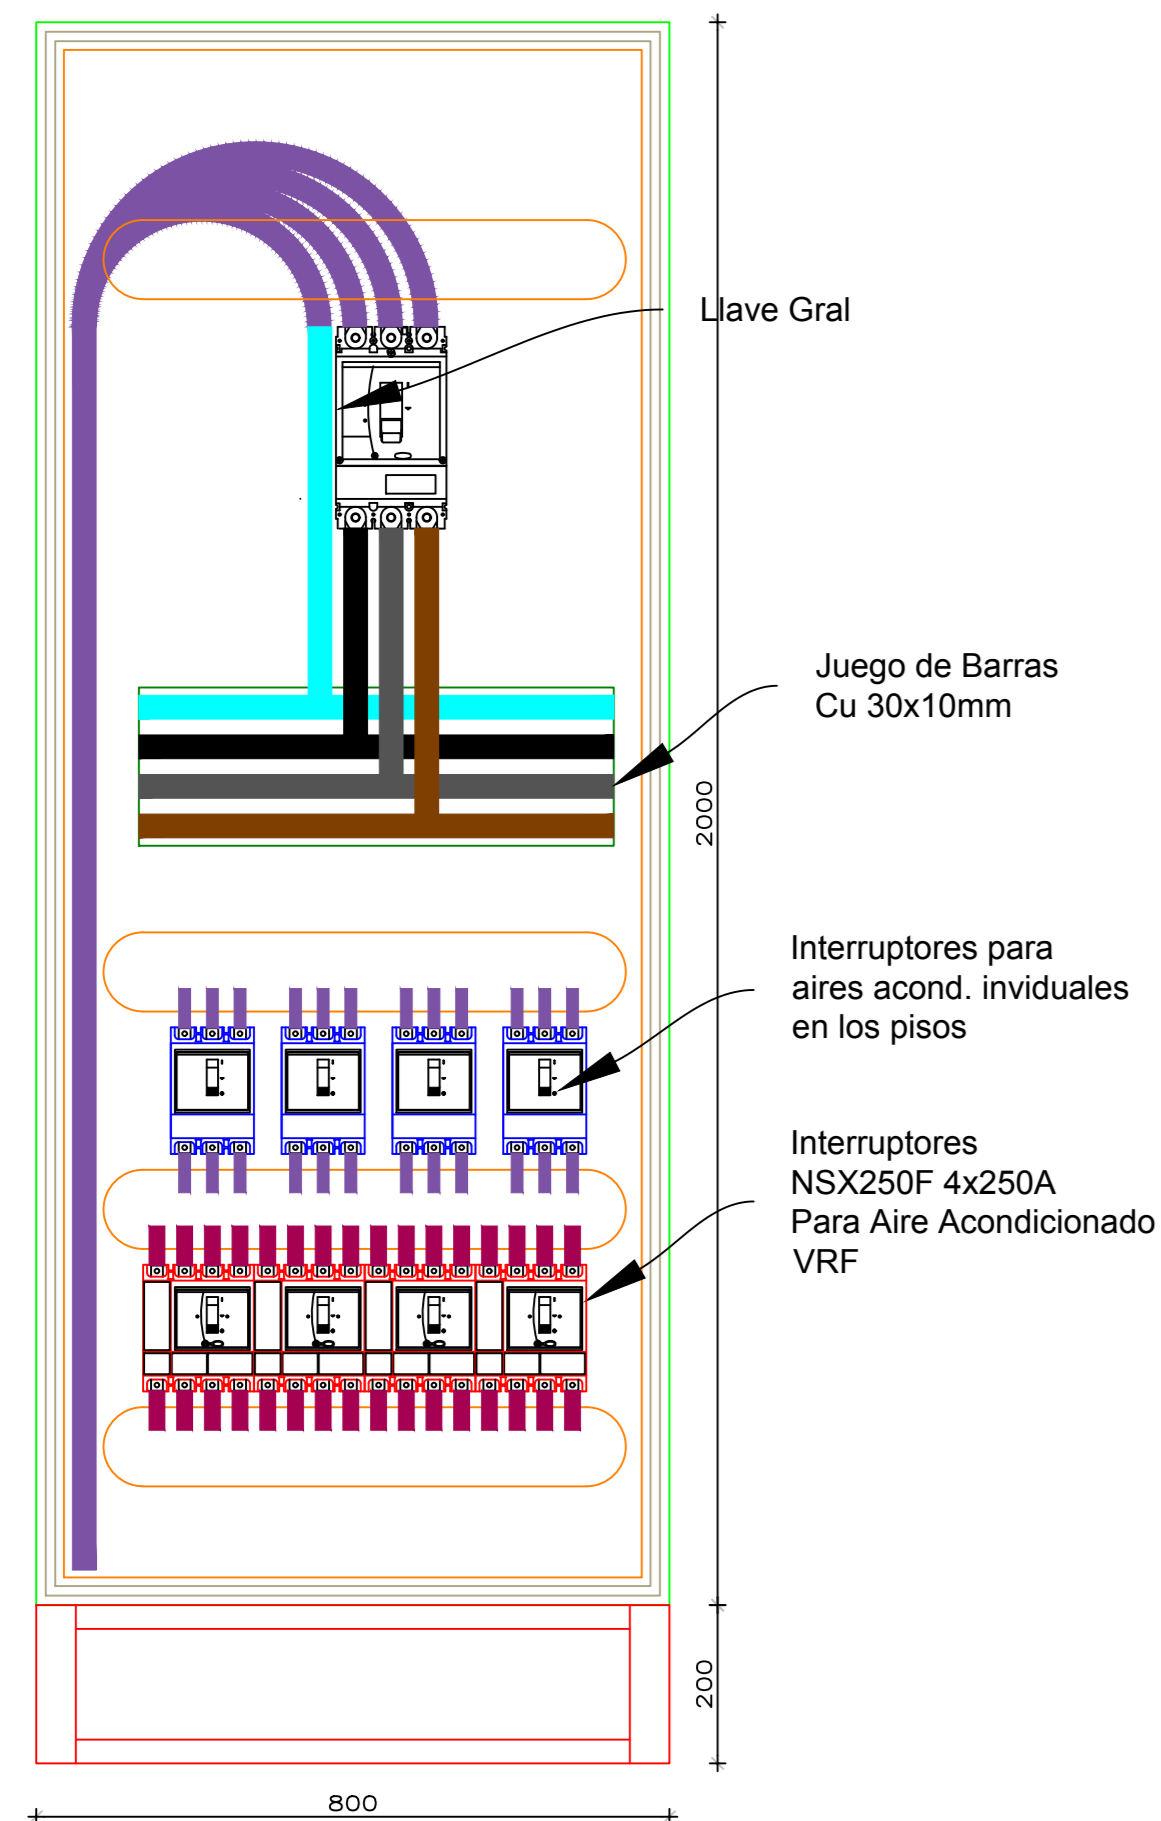 Llave Gral
Juego de Barras
Cu 30x10mm
2000
Interruptores para
aires acond. inviduales
en los pisos
Interruptores
NSX250F 4x250A
Para Aire Acondicionado
VRF
200
800